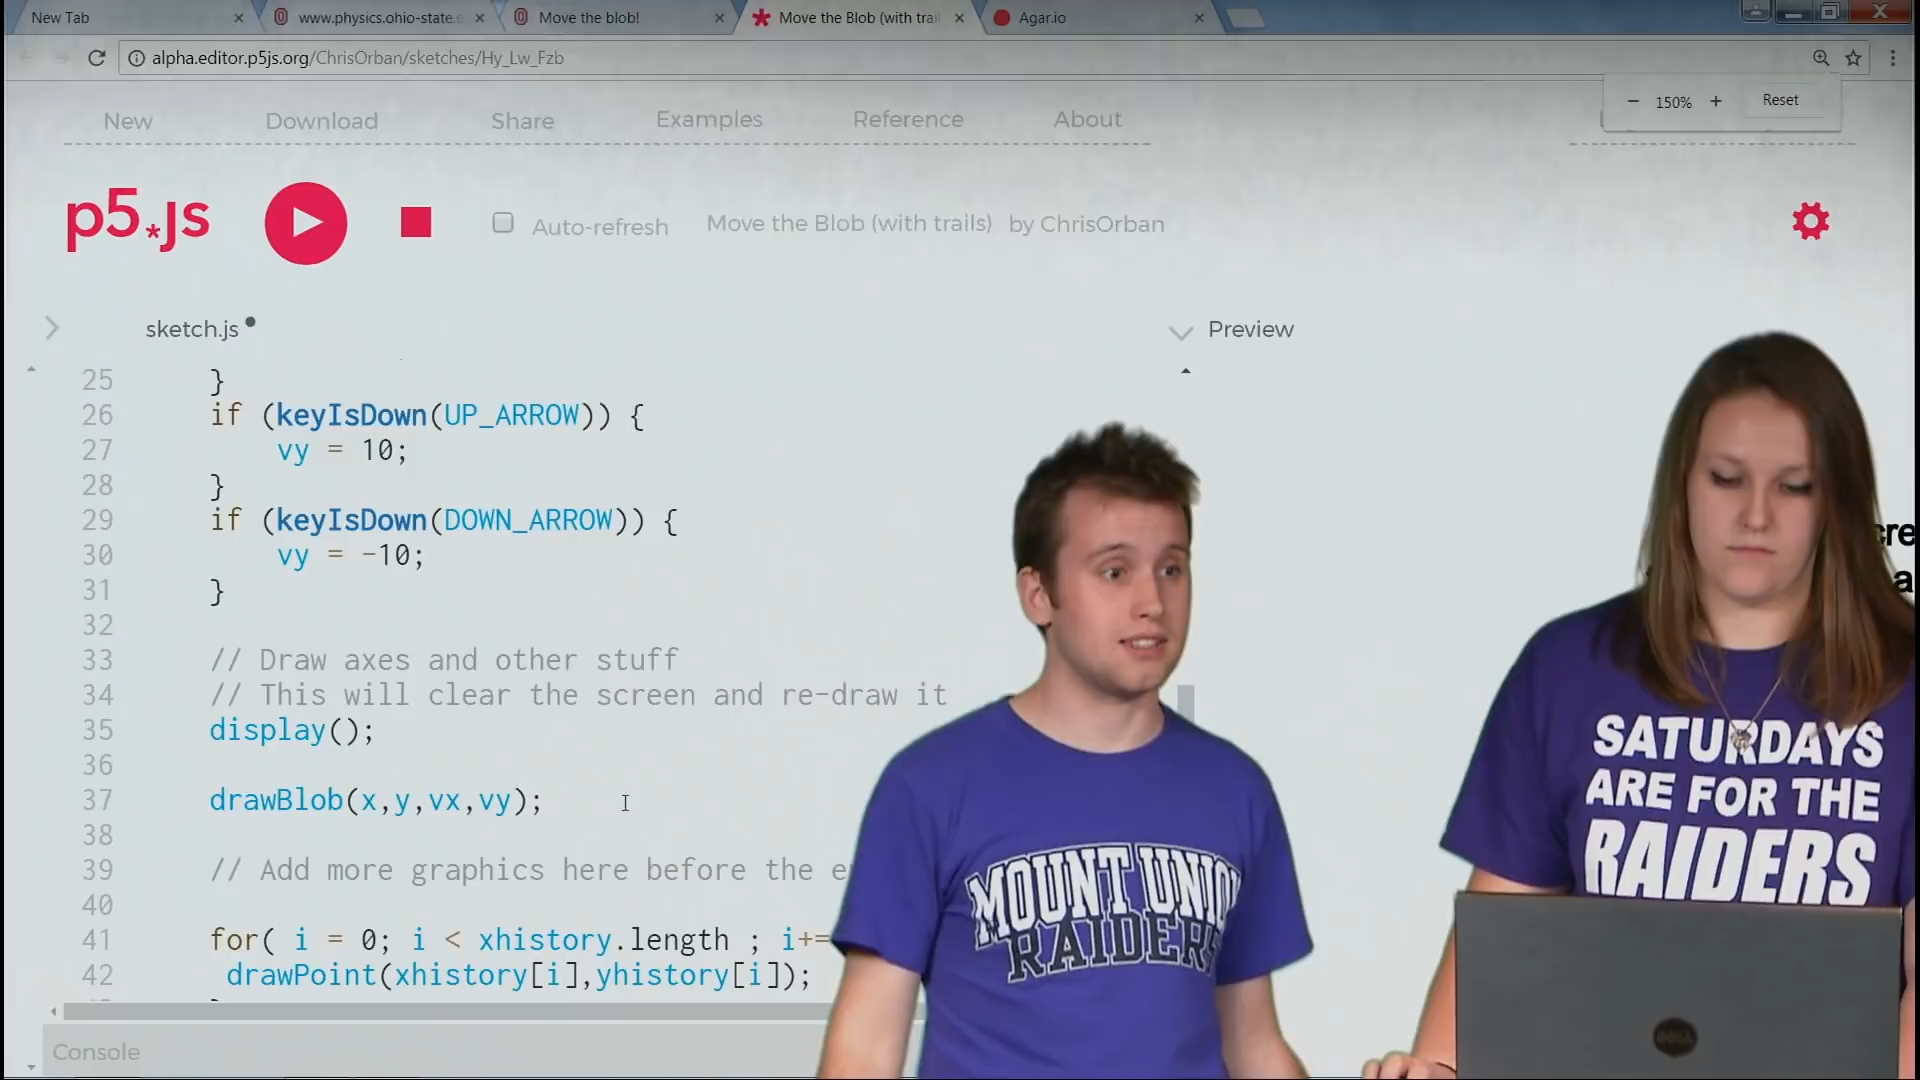 New Tab
www.physics.ohio-state.e
Move the blob!
Move the Blob (with trai
Agar.io
alpha.editor.p5js.org/ChrisOrban/sketches/Hy_Lw_Fzb
150%
Reset
New
Download
Share
Examples
Reference
About
p5.js
Auto-refresh
Move the Blob (with trails) by ChrisOrban
sketch.js
Preview
25 }
26 if (keyIsDown(UP_ARROW)) {
27 vy = 10;
28 }
29 if (keyIsDown(DOWN_ARROW)) {
30 vy = -10;
31 }
32
33 // Draw axes and other stuff
34 // This will clear the screen and re-draw it
35 display();
36
37 drawBlob(x,y,vx,vy);
38
39 // Add more graphics here before the e
40
41 for( i = 0; i < xhistory.length ; i+=
42 drawPoint(xhistory[i],yhistory[i]);
Console
cre
a
MOUNT UNION
RAIDERS
SATURDAYS
ARE FOR THE
RAIDERS
DELL